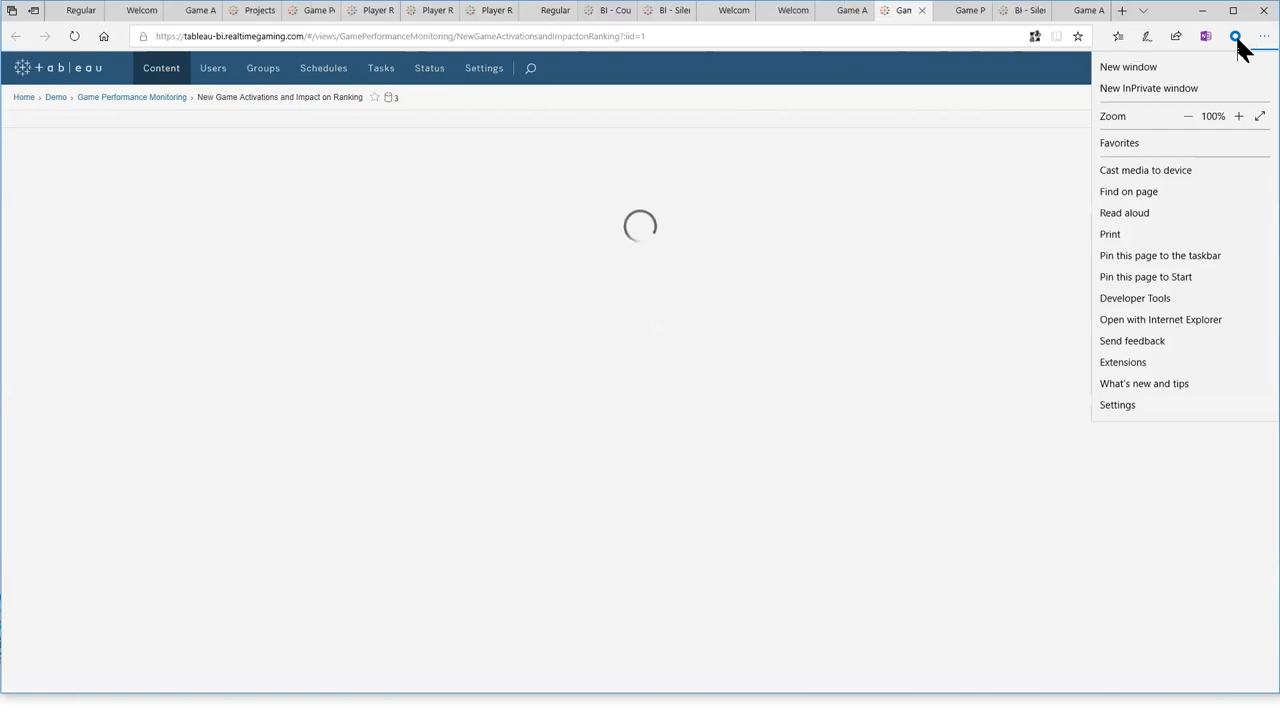 Regular Welcom Game A Projects Game P Player R Player R Player R Regular BI - Cou BI - Siler Welcom Welcom Game A Gan Game P BI - Siler Game A
https://tableau-bi.realtimegaming.com/#/views/GamePerformanceMonitoring/NewGameActivationsandImpactonRanking?:iid=1
+ableau Content Users Groups Schedules Tasks Status Settings
Home › Demo › Game Performance Monitoring › New Game Activations and Impact on Ranking 3
New window
New InPrivate window
Zoom 100%
Favorites
Cast media to device
Find on page
Read aloud
Print
Pin this page to the taskbar
Pin this page to Start
Developer Tools
Open with Internet Explorer
Send feedback
Extensions
What's new and tips
Settings